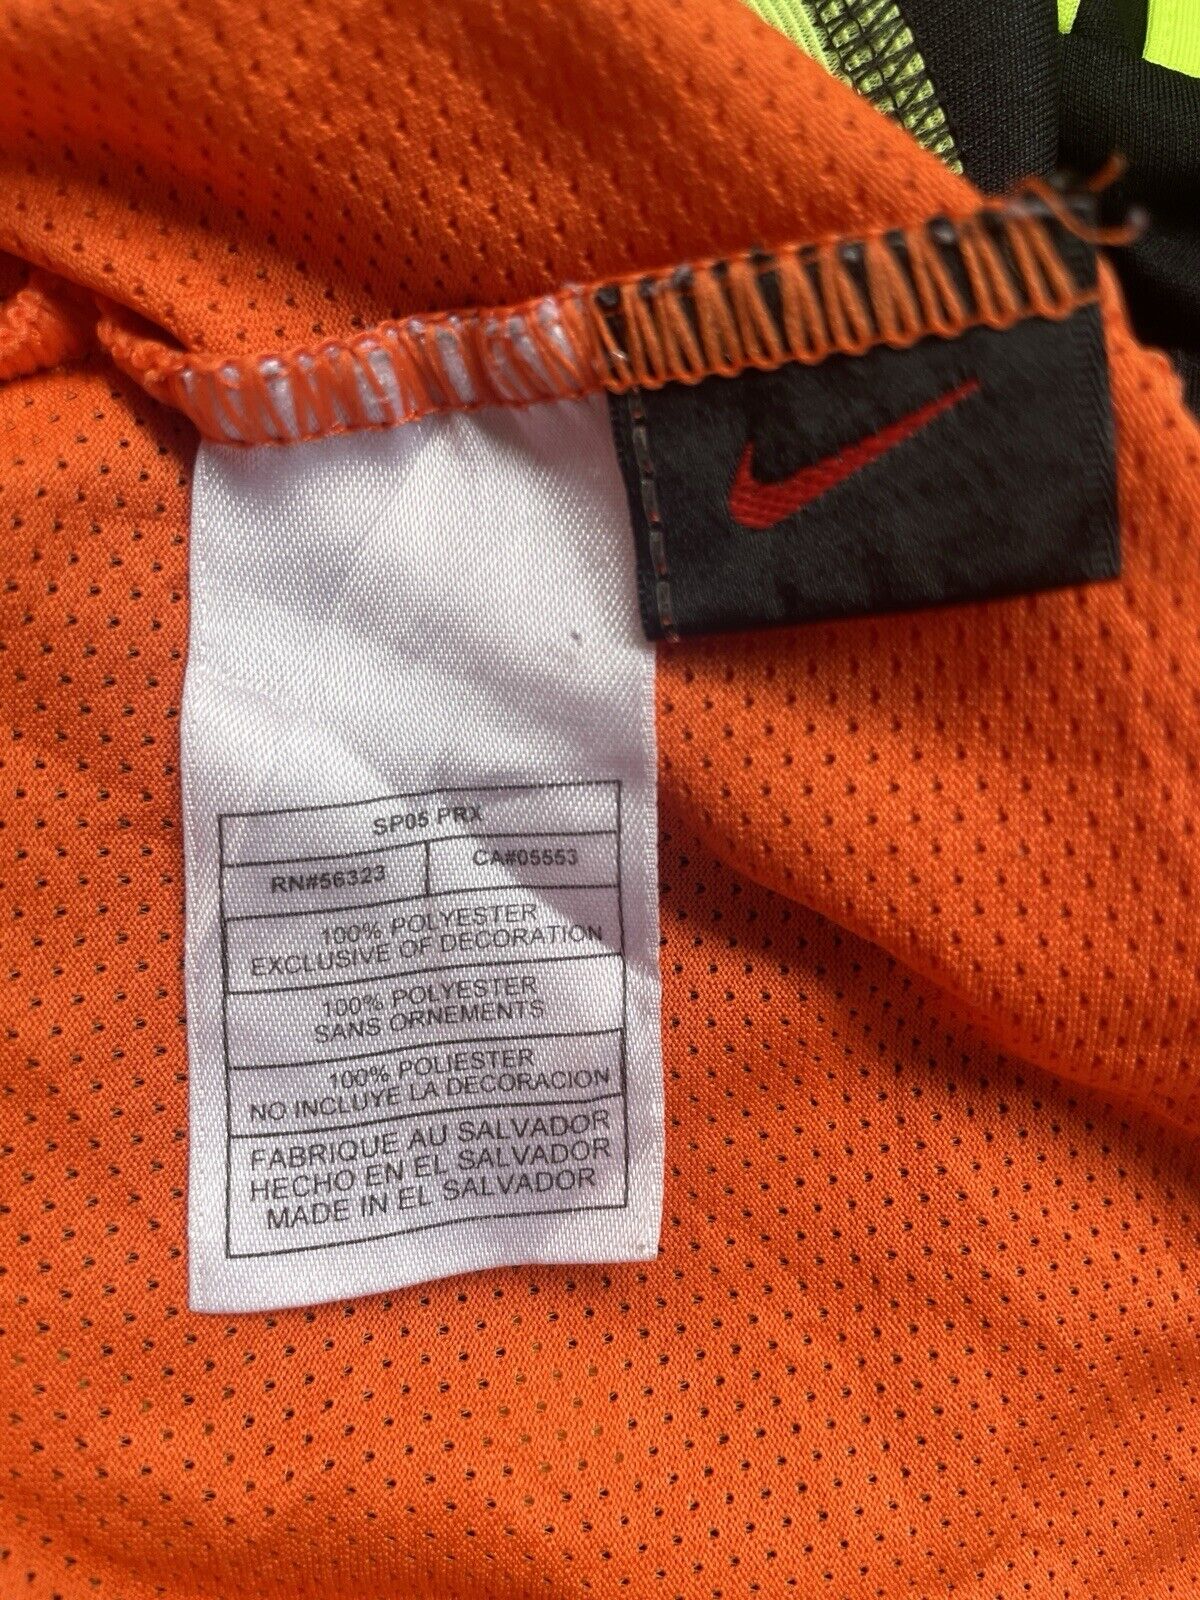 SP05 PRX
RN#56323 CA#05553
100% POLYESTER
EXCLUSIVE OF DECORATION
100% POLYESTER
SANS ORNEMENTS
100% POLIESTER
NO INCLUYE LA DECORACION
FABRIQUE AU SALVADOR
HECHO EN EL SALVADOR
MADE IN EL SALVADOR